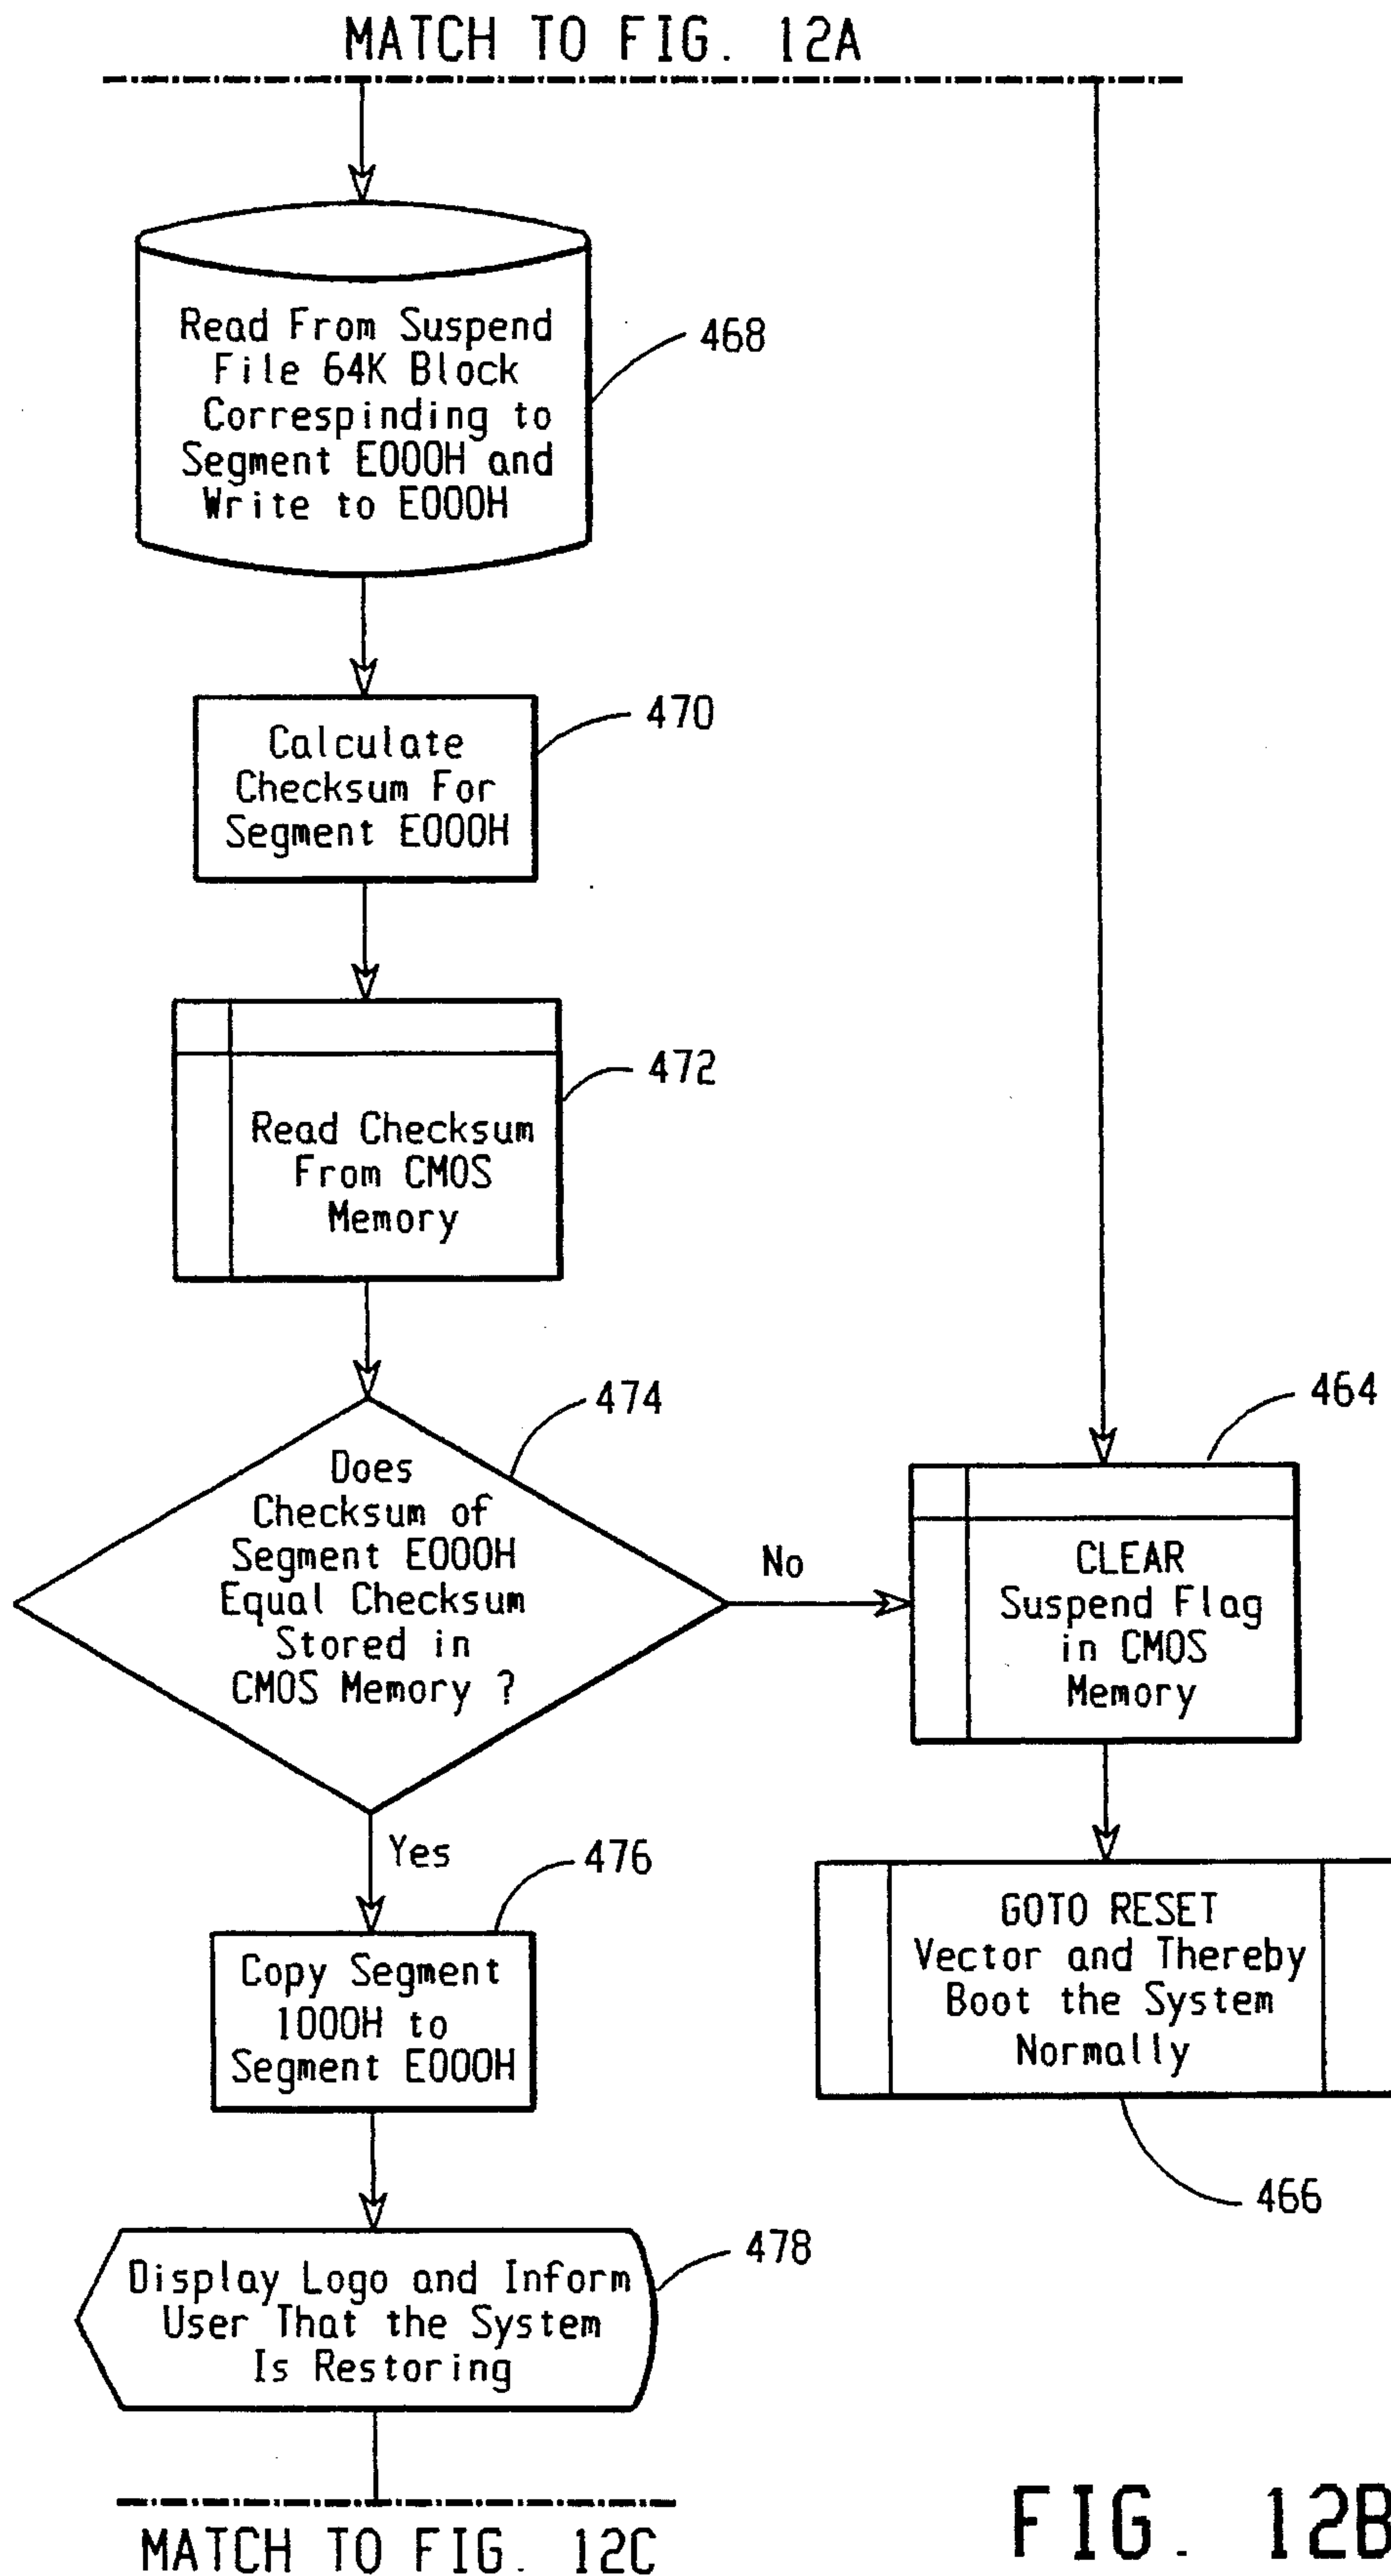 MATCH TO FIG. 12A
Read From Suspend
File 64K Block
Correspinding to
Segment E000H and
Write to E000H
468
Calculate
Checksum For
Segment E000H
470
Read Checksum
From CMOS
Memory
472
Does
Checksum of
Segment E000H
Equal Checksum
Stored in
CMOS Memory ?
474
No
CLEAR
Suspend Flag
in CMOS
Memory
464
Yes
Copy Segment
1000H to
Segment E000H
476
GOTO RESET
Vector and Thereby
Boot the System
Normally
466
Display Logo and Inform
User That the System
Is Restoring
478
MATCH TO FIG. 12C
FIG. 12B